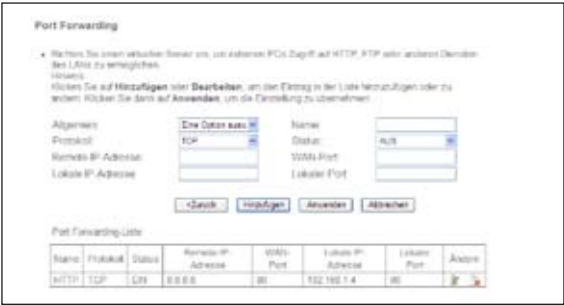 Port Forwarding
Richten Sie einen virtuellen Server ein, um externen PCs Zugriff auf HTTP, FTP oder anderen Diensten
des LANs zu ermöglichen.
Hinweis:
Klicken Sie auf Hinzufügen oder Bearbeiten, um den Eintrag in der Liste hinzuzufügen oder zu
ändern. Klicken Sie dann auf Anwenden, um die Einstellung zu übernehmen.
Allgemein: Eine Option ausw. Name:
Protokoll: TCP Status: AUS
Remote-IP-Adresse: WAN-Port:
Lokale IP-Adresse: Lokaler Port:
<Zurück Hinzufügen Anwenden Abbrechen
Port Forwarding-Liste
Name Protokoll Status Remote-IP-Adresse WAN-Port Lokale IP-Adresse Lokaler Port Ändern
HTTP TCP EIN 0.0.0.0 80 192.168.1.4 80